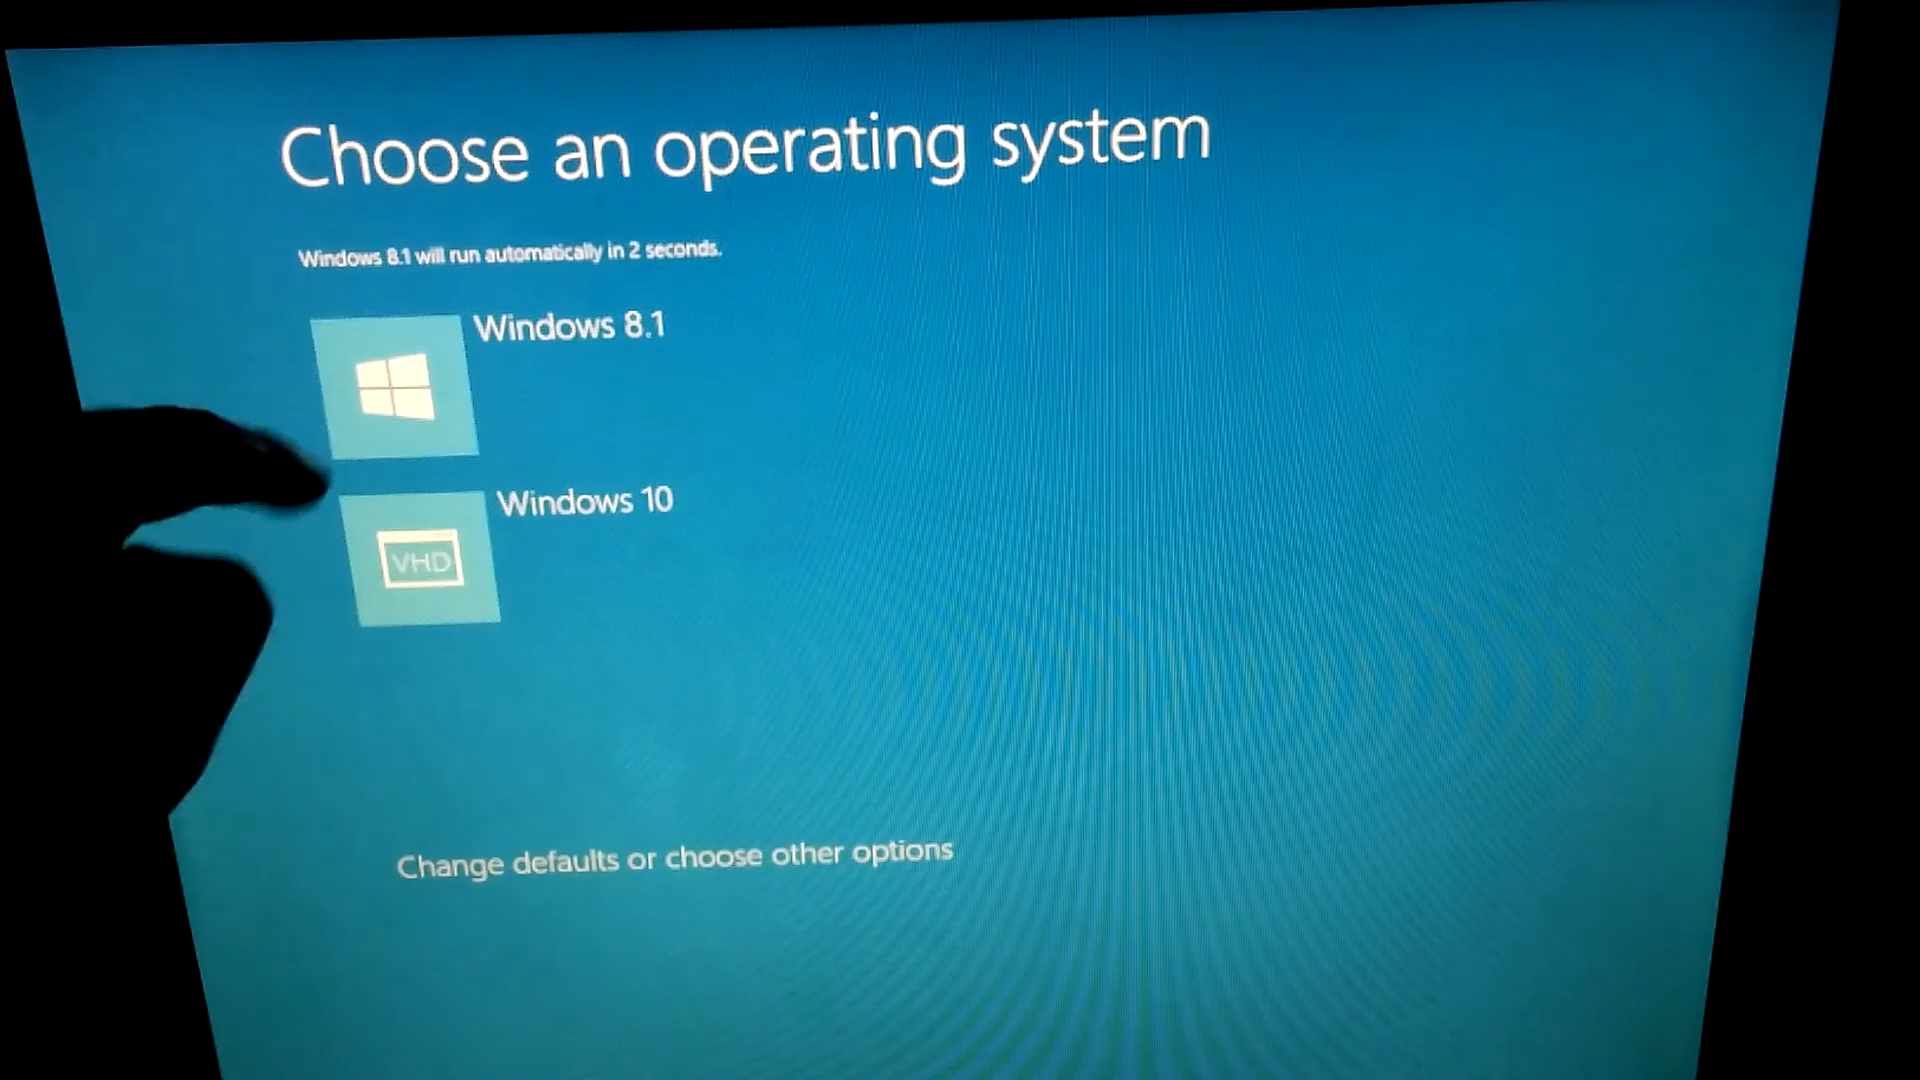 Choose an operating system
Windows 8.1 will run automatically in 2 seconds.
Windows 8.1
Windows 10
VHD
Change defaults or choose other options